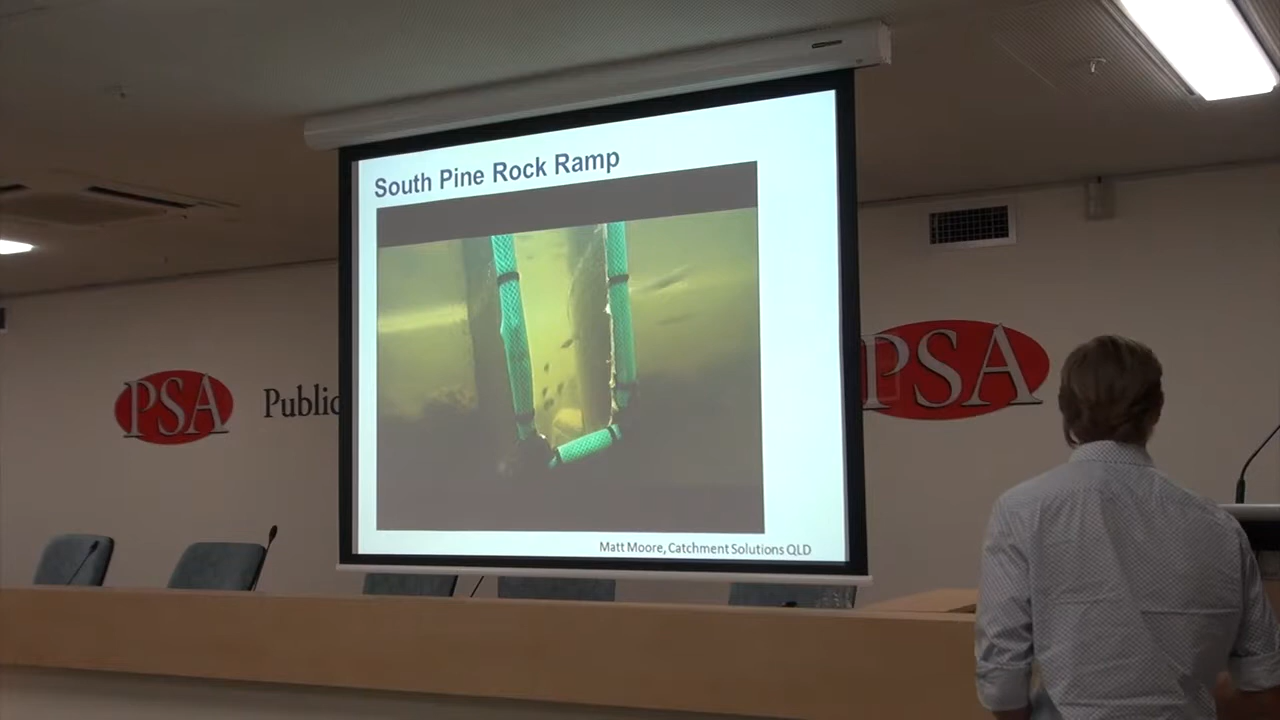 South Pine Rock Ramp
PSA
Public
PSA
Matt Moore, Catchment Solutions QLD